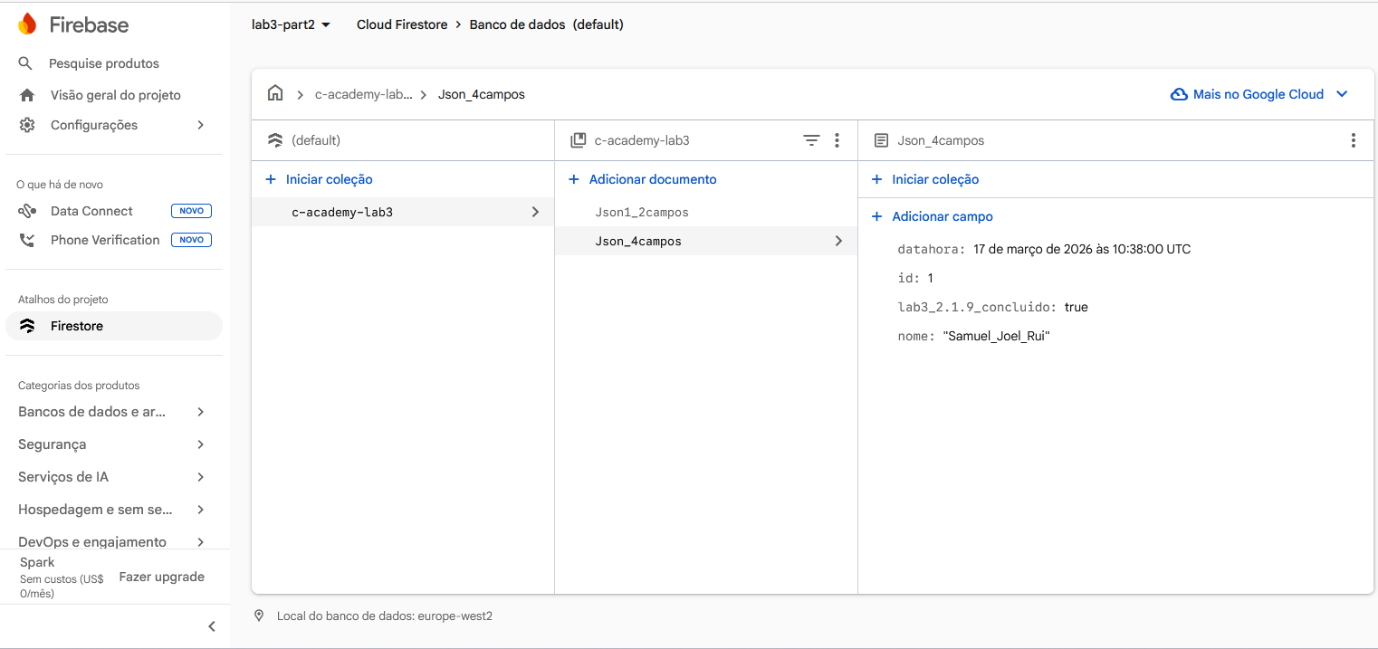 Firebase
Pesquise produtos
Visão geral do projeto
Configurações
O que há de novo
Data Connect NOVO
Phone Verification NOVO
Atalhos do projeto
Firestore
Categorias dos produtos
Bancos de dados e ar...
Segurança
Serviços de IA
Hospedagem e sem se...
DevOps e engajamento
Spark
Sem custos (US$
0/mês)
Fazer upgrade
lab3-part2 Cloud Firestore > Banco de dados (default)
c-academy-lab... > Json_4campos
Mais no Google Cloud
(default)
+ Iniciar coleção
c-academy-lab3
c-academy-lab3
+ Adicionar documento
Json1_2campos
Json_4campos
Json_4campos
+ Iniciar coleção
+ Adicionar campo
datahora: 17 de março de 2026 às 10:38:00 UTC
id: 1
lab3_2.1.9_concluido: true
nome: "Samuel_Joel_Rui"
Local do banco de dados: europe-west2